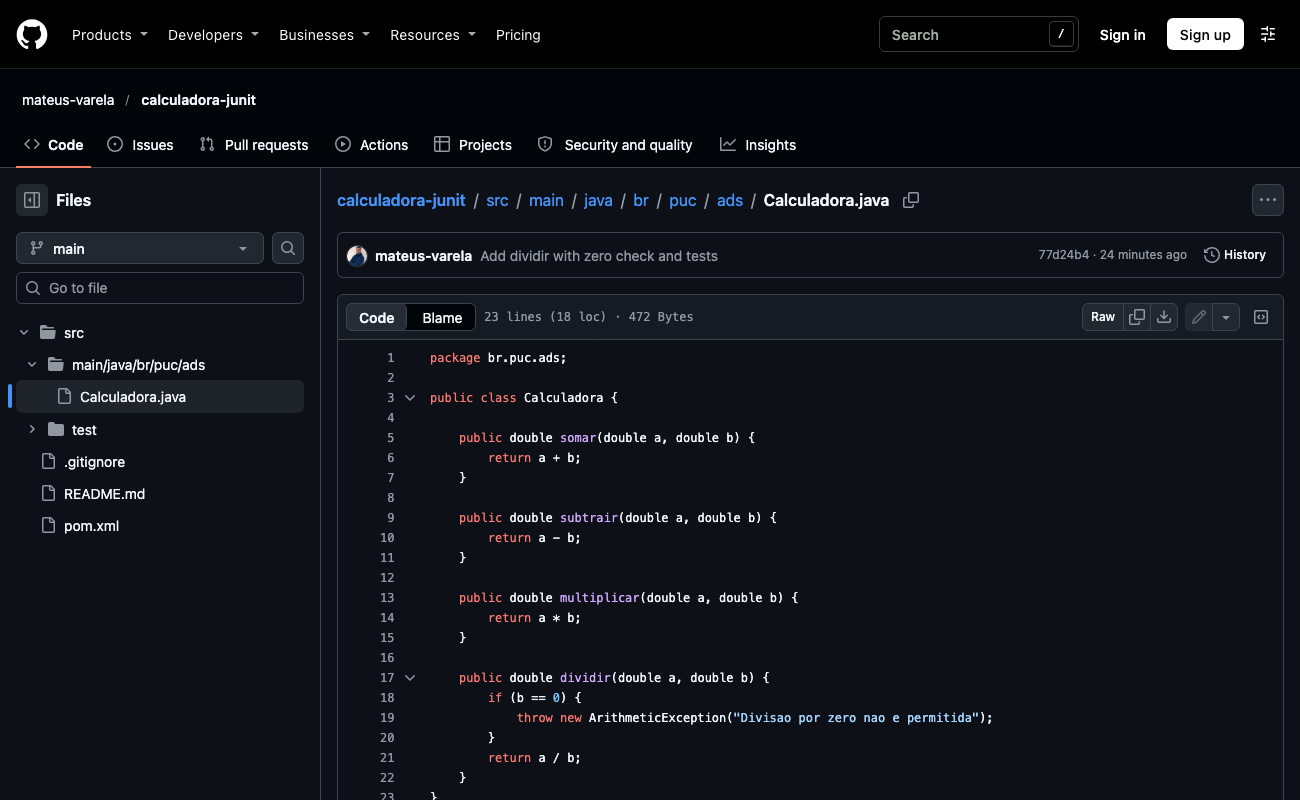 Products Developers Businesses Resources Pricing Search / Sign in Sign up
mateus-varela / calculadora-junit
Code Issues Pull requests Actions Projects Security and quality Insights
Files
main
Go to file
src
main/java/br/puc/ads
Calculadora.java
test
.gitignore
README.md
pom.xml
calculadora-junit / src / main / java / br / puc / ads / Calculadora.java
mateus-varela Add dividir with zero check and tests 77d24b4 · 24 minutes ago History
Code Blame 23 lines (18 loc) · 472 Bytes Raw
1 package br.puc.ads;
2
3 public class Calculadora {
4
5     public double somar(double a, double b) {
6         return a + b;
7     }
8
9     public double subtrair(double a, double b) {
10         return a - b;
11     }
12
13     public double multiplicar(double a, double b) {
14         return a * b;
15     }
16
17     public double dividir(double a, double b) {
18         if (b == 0) {
19             throw new ArithmeticException("Divisao por zero nao e permitida");
20         }
21         return a / b;
22     }
23 }